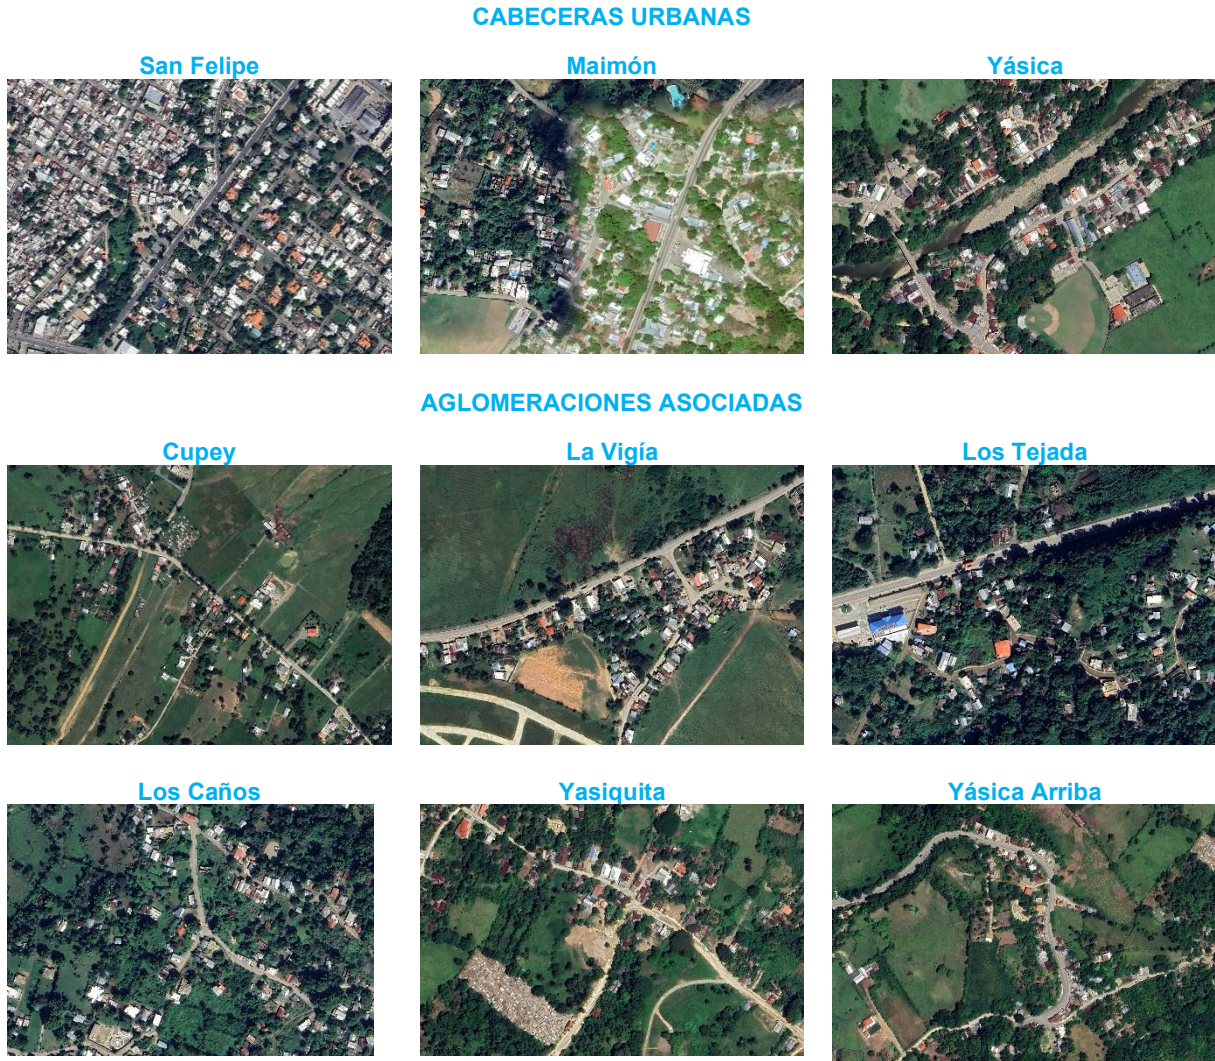 CABECERAS URBANAS
San Felipe
Maimón
Yásica
AGLOMERACIONES ASOCIADAS
Cupey
La Vigía
Los Tejada
Los Caños
Yasiquita
Yásica Arriba